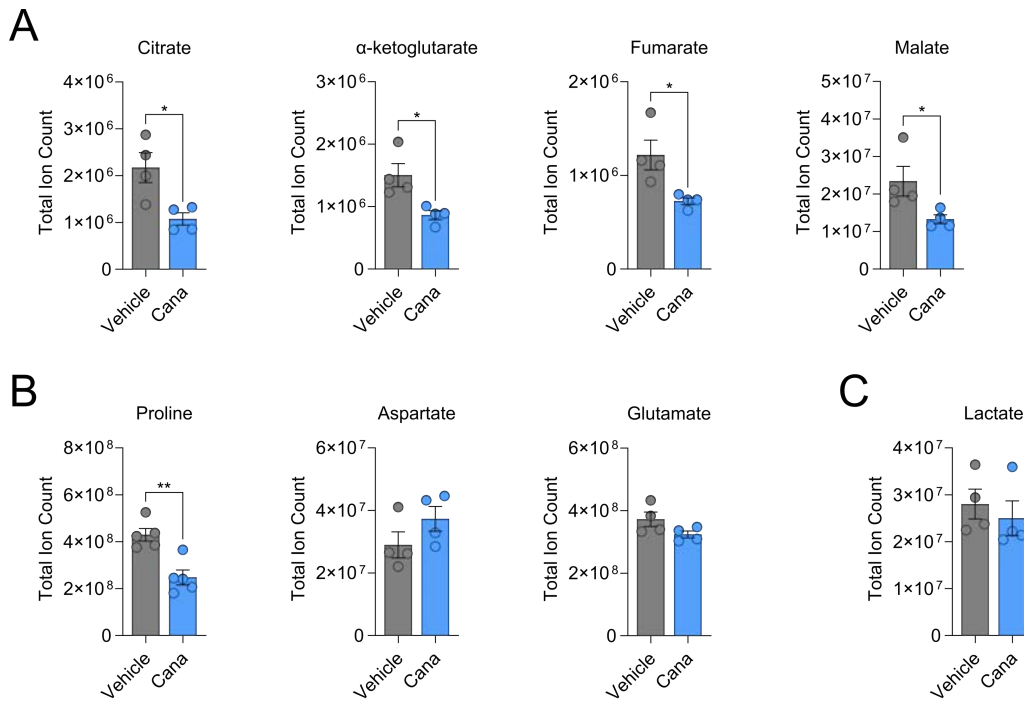 A
Citrate
Total Ion Count
4×10⁶
3×10⁶
2×10⁶
1×10⁶
0
*
Vehicle
Cana
α-ketoglutarate
Total Ion Count
3×10⁶
2×10⁶
1×10⁶
0
*
Vehicle
Cana
Fumarate
Total Ion Count
2×10⁶
1×10⁶
0
*
Vehicle
Cana
Malate
Total Ion Count
5×10⁷
4×10⁷
3×10⁷
2×10⁷
1×10⁷
0
*
Vehicle
Cana
B
Proline
Total Ion Count
8×10⁸
6×10⁸
4×10⁸
2×10⁸
0
**
Vehicle
Cana
Aspartate
Total Ion Count
6×10⁷
4×10⁷
2×10⁷
0
Vehicle
Cana
Glutamate
Total Ion Count
6×10⁸
4×10⁸
2×10⁸
0
Vehicle
Cana
C
Lactate
Total Ion Count
4×10⁷
3×10⁷
2×10⁷
1×10⁷
0
Vehicle
Cana